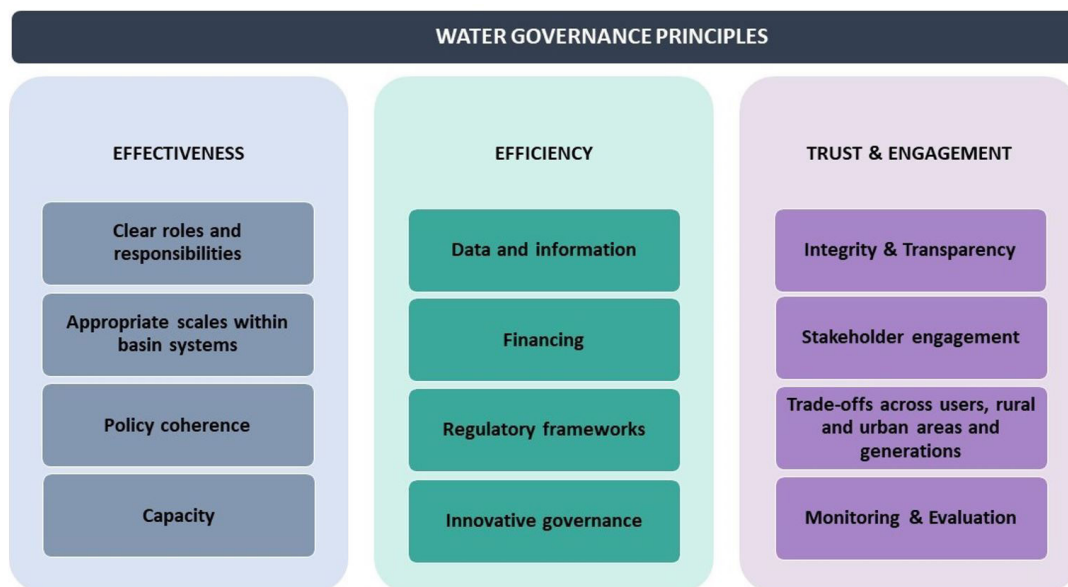 WATER GOVERNANCE PRINCIPLES
EFFECTIVENESS
Clear roles and
responsibilities
Appropriate scales within
basin systems
Policy coherence
Capacity
EFFICIENCY
Data and information
Financing
Regulatory frameworks
Innovative governance
TRUST & ENGAGEMENT
Integrity & Transparency
Stakeholder engagement
Trade-offs across users, rural
and urban areas and
generations
Monitoring & Evaluation